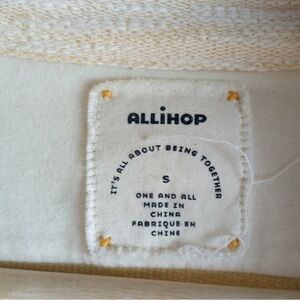 ALLiHOP
IT'S ALL ABOUT BEING TOGETHER
S
ONE AND ALL
MADE IN
CHINA
FABRIQUE EN
CHINE